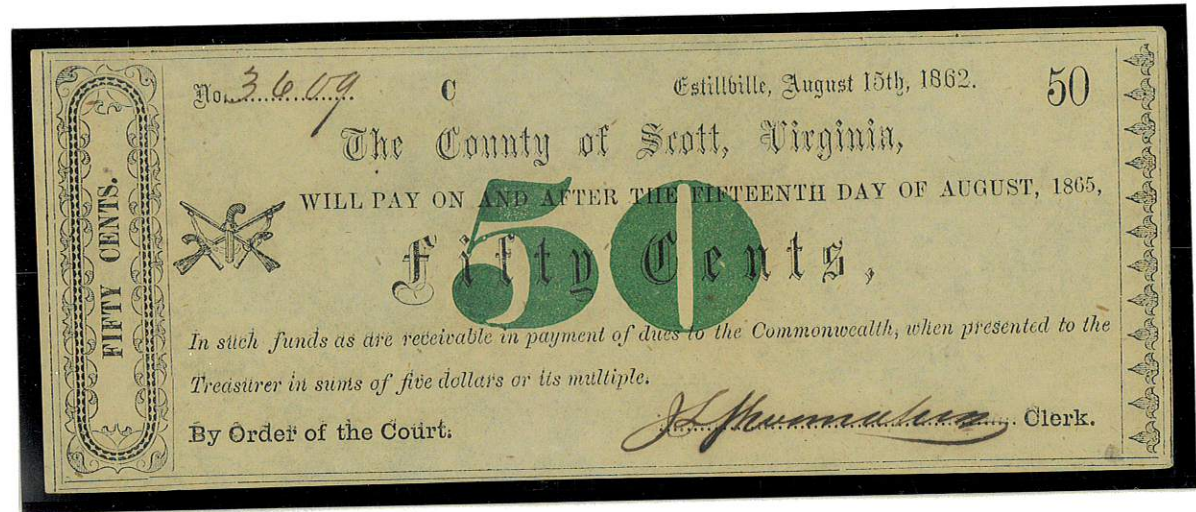 FIFTY CENTS.
No. 3609 C Estillville, August 15th, 1862. 50
The County of Scott, Virginia,
WILL PAY ON AND AFTER THE FIFTEENTH DAY OF AUGUST, 1865,
50
Fifty Cents,
In such funds as are receivable in payment of dues to the Commonwealth, when presented to the
Treasurer in sums of five dollars or its multiple.
By Order of the Court. Clerk.